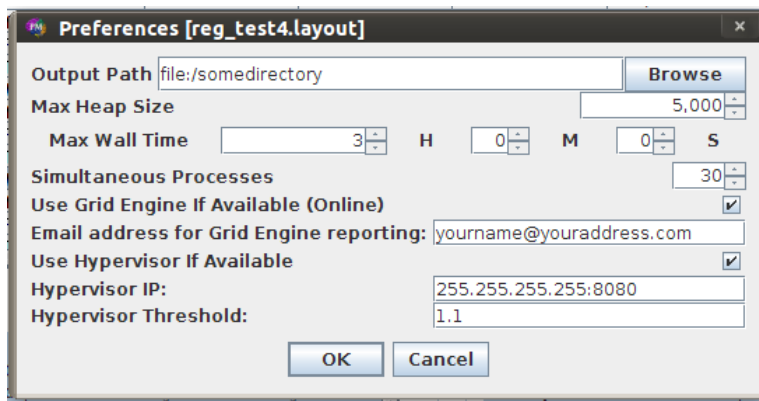 Preferences [reg_test4.layout]
Output Path file:/somedirectory Browse
Max Heap Size 5,000
Max Wall Time 3 H 0 M 0 S
Simultaneous Processes 30
Use Grid Engine If Available (Online)
Email address for Grid Engine reporting: yourname@youraddress.com
Use Hypervisor If Available
Hypervisor IP: 255.255.255.255:8080
Hypervisor Threshold: 1.1
OK Cancel